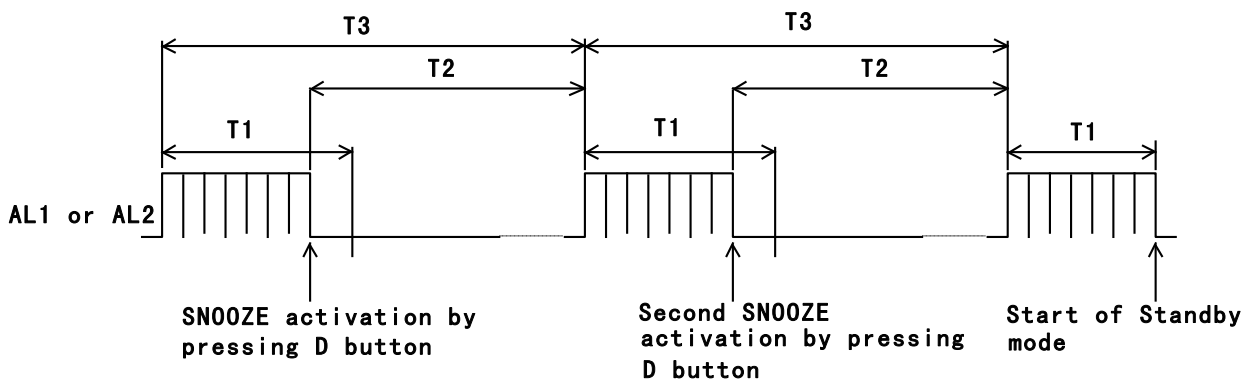 T3
T3
T2
T2
T1
T1
T1
AL1 or AL2
SNOOZE activation by
pressing D button
Second SNOOZE
activation by pressing
D button
Start of Standby
mode